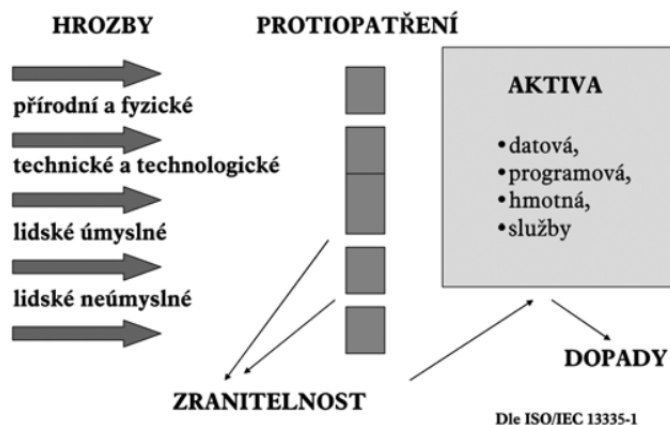 HROZBY
PROTIOPATŘENÍ
přírodní a fyzické
technické a technologické
lidské úmyslné
lidské neúmyslné
AKTIVA
•datová,
•programová,
•hmotná,
•služby
ZRANITELNOST
DOPADY
Dle ISO/IEC 13335-1